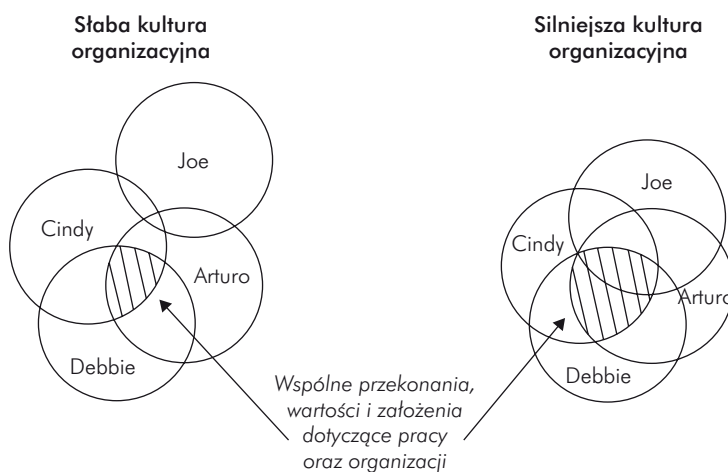 Słaba kultura
organizacyjna
Joe
Cindy
Arturo
Debbie
Silniejsza kultura
organizacyjna
Joe
Cindy
Arturo
Debbie
Wspólne przekonania,
wartości i założenia
dotyczące pracy
oraz organizacji